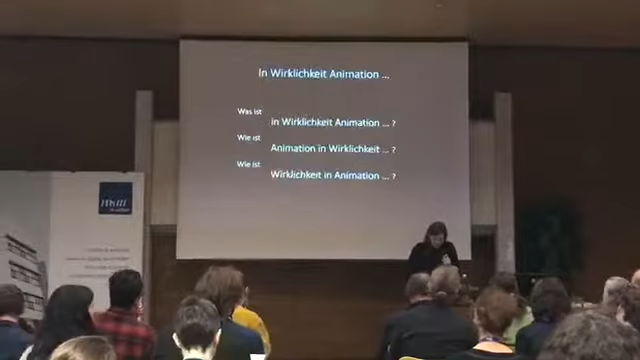 In Wirklichkeit Animation ...
Was ist
in Wirklichkeit Animation ... ?
Wie ist
Animation in Wirklichkeit ... ?
Wie ist
Wirklichkeit in Animation ... ?